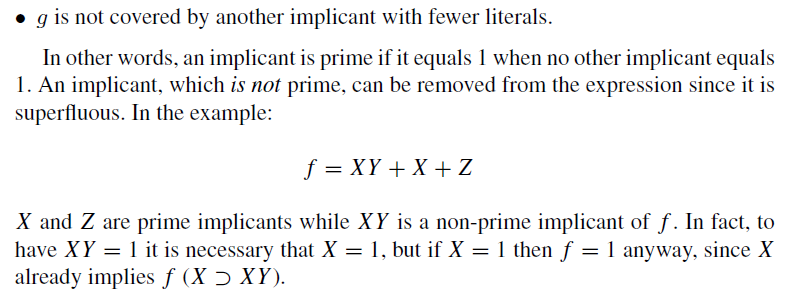 • g is not covered by another implicant with fewer literals.
In other words, an implicant is prime if it equals 1 when no other implicant equals
1. An implicant, which is not prime, can be removed from the expression since it is
superfluous. In the example:
f = XY + X + Z
X and Z are prime implicants while XY is a non-prime implicant of f. In fact, to
have XY = 1 it is necessary that X = 1, but if X = 1 then f = 1 anyway, since X
already implies f (X ⊃ XY).